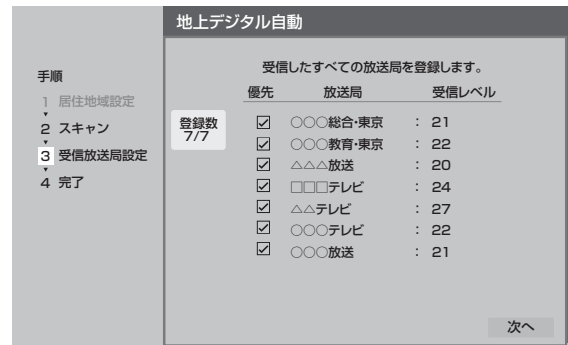 地上デジタル自動
手順
1 居住地域設定
2 スキャン
3 受信放送局設定
4 完了
受信したすべての放送局を登録します。
優先 放送局 受信レベル
登録数
7/7
○○○総合・東京 : 21
○○○教育・東京 : 22
△△△放送 : 20
□□□テレビ : 24
△△テレビ : 27
○○○テレビ : 22
○○○放送 : 21
次へ